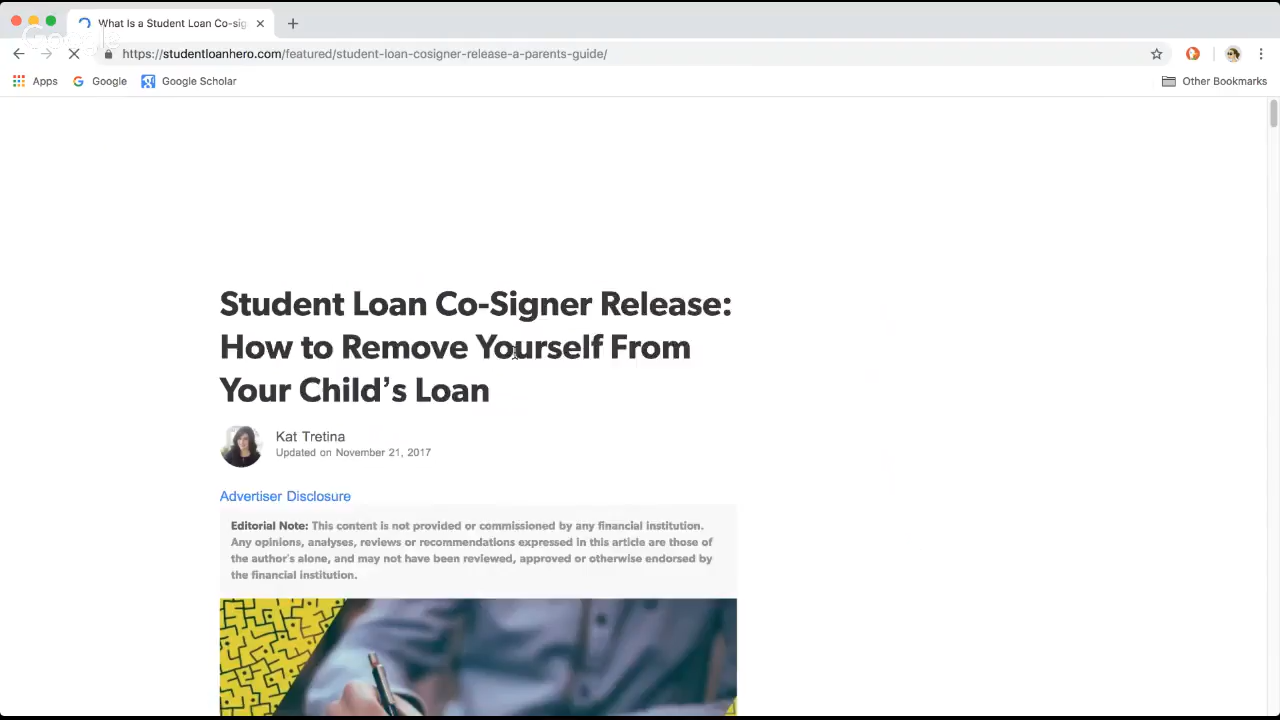 What Is a Student Loan Co-sig
Google
https://studentloanhero.com/featured/student-loan-cosigner-release-a-parents-guide/
Apps
Google
Google Scholar
Other Bookmarks
Student Loan Co-Signer Release:
How to Remove Yourself From
Your Child's Loan
Kat Tretina
Updated on November 21, 2017
Advertiser Disclosure
Editorial Note: This content is not provided or commissioned by any financial institution.
Any opinions, analyses, reviews or recommendations expressed in this article are those of
the author's alone, and may not have been reviewed, approved or otherwise endorsed by
the financial institution.